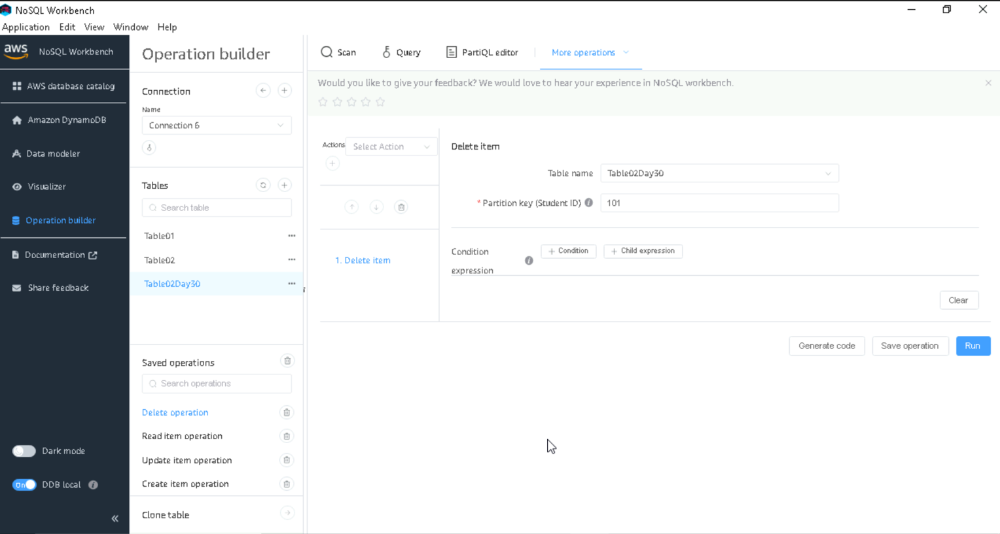 NoSQL Workbench
Application Edit View Window Help
aws NoSQL Workbench
AWS database catalog
Amazon DynamoDB
Data modeler
Visualizer
Operation builder
Documentation
Share feedback
Dark mode
On DDB local
Operation builder
Connection
Name
Connection 6
Tables
Search table
Table01
Table02
Table02Day30
Saved operations
Search operations
Delete operation
Read item operation
Update item operation
Create item operation
Clone table
Scan Query PartiQL editor More operations
Would you like to give your feedback? We would love to hear your experience in NoSQL workbench.
Actions Select Action
1. Delete item
Delete item
Table name Table02Day30
* Partition key (Student ID) 101
Condition expression
+ Condition + Child expression
Clear
Generate code Save operation Run